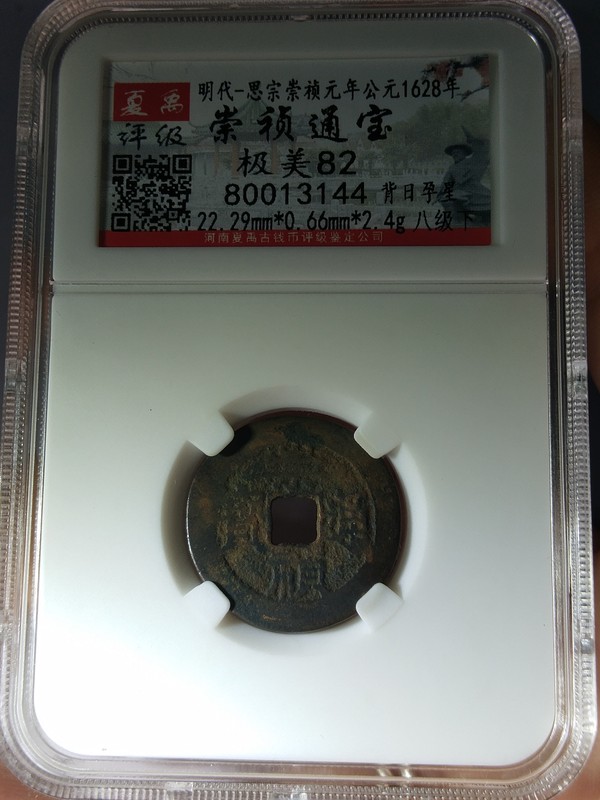 夏禹
评级
明代-思宗崇祯元年公元1628年
崇祯通宝
极美82
80013144 背日孕星
22.29mm*0.66mm*2.4g 八级下
河南夏禹古钱币评级鉴定公司